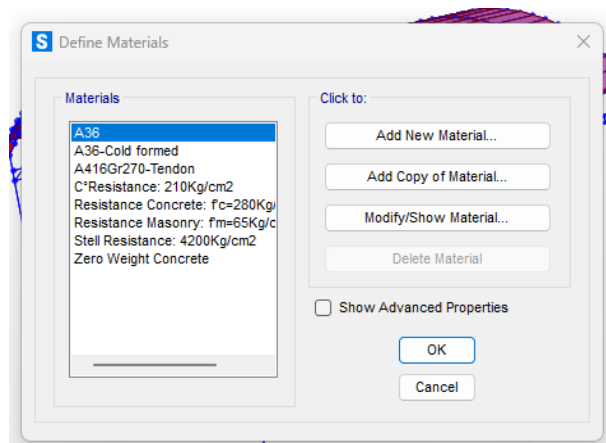 S Define Materials
Materials
A36
A36-Cold formed
A416Gr270-Tendon
C°Resistance: 210Kg/cm2
Resistance Concrete: f'c=280Kg/
Resistance Masonry: f'm=65Kg/c
Stell Resistance: 4200Kg/cm2
Zero Weight Concrete
Click to:
Add New Material...
Add Copy of Material...
Modify/Show Material...
Delete Material
Show Advanced Properties
OK
Cancel